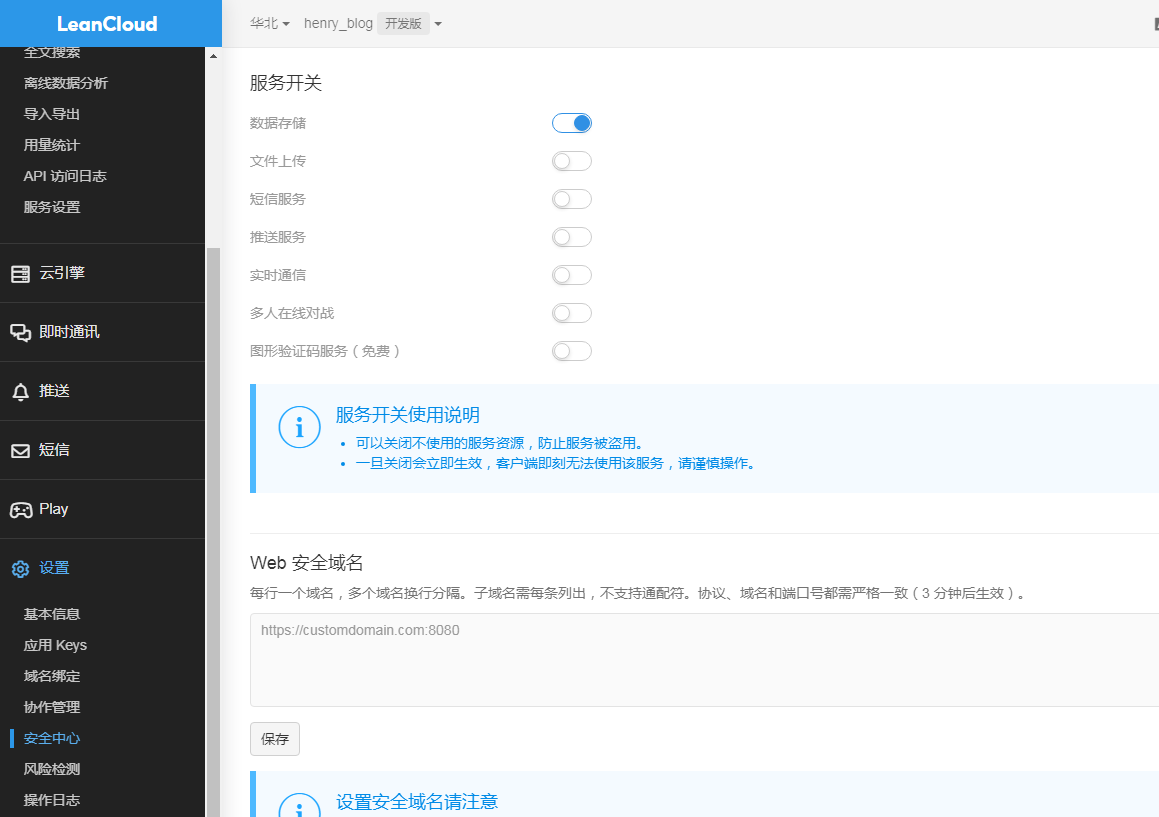 LeanCloud
华北
henry_blog
开发版
全文搜索
离线数据分析
导入导出
用量统计
API 访问日志
服务设置
云引擎
即时通讯
推送
短信
Play
设置
基本信息
应用 Keys
域名绑定
协作管理
安全中心
风险检测
操作日志
服务开关
数据存储
文件上传
短信服务
推送服务
实时通信
多人在线对战
图形验证码服务（免费）
服务开关使用说明
• 可以关闭不使用的服务资源，防止服务被盗用。
• 一旦关闭会立即生效，客户端即刻无法使用该服务，请谨慎操作。
Web 安全域名
每行一个域名，多个域名换行分隔。子域名需每条列出，不支持通配符。协议、域名和端口号都需严格一致（3 分钟后生效）。
https://customdomain.com:8080
保存
设置安全域名请注意